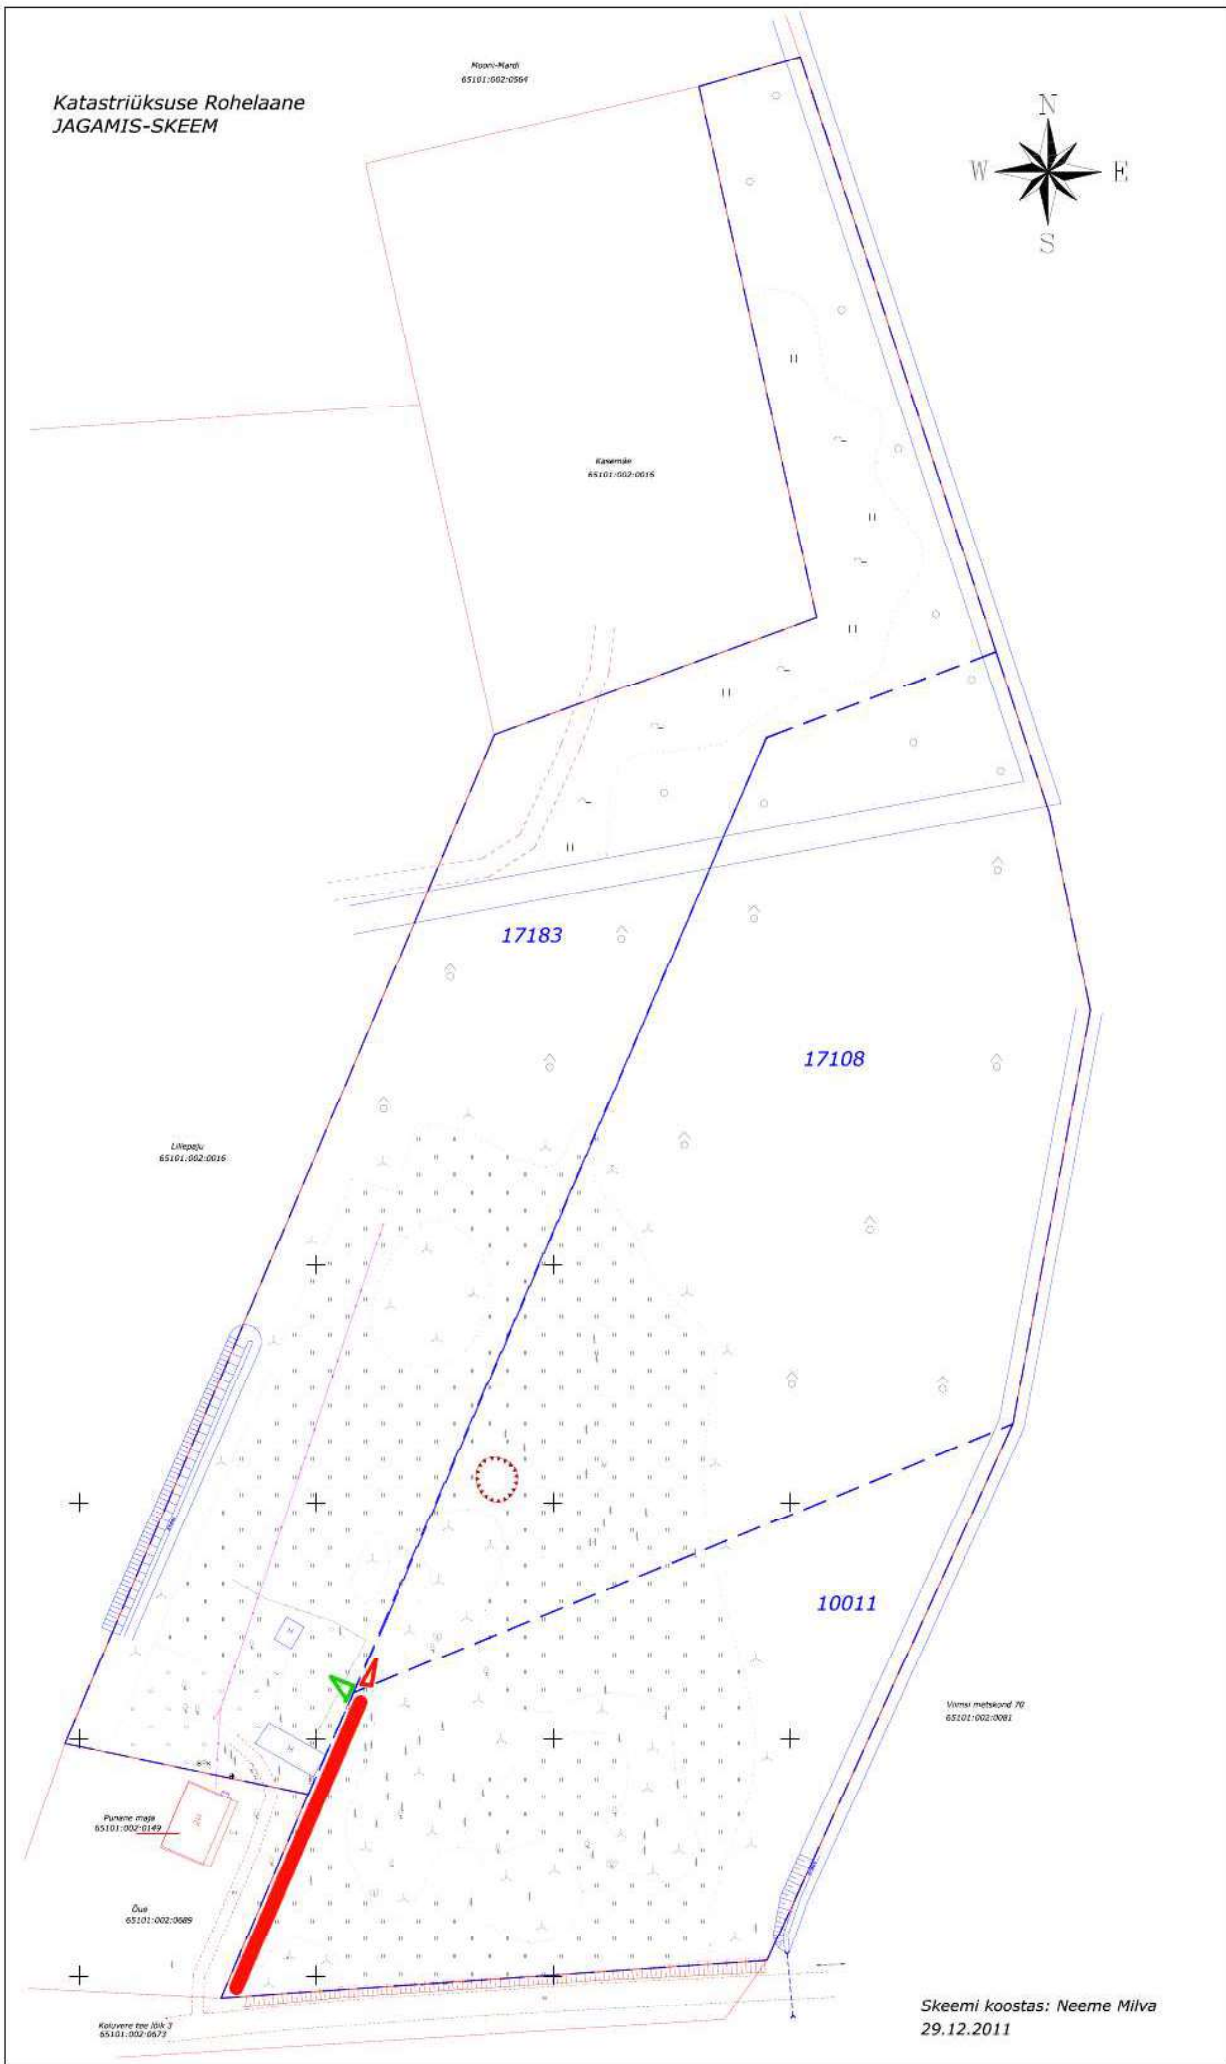 Mooni-Mardi
65101:002:0564
Katastriüksuse Rohelaane
JAGAMIS-SKEEM
N
W
E
S
Kasemäe
65101:002:0016
17183
17108
Lillepaju
65101:002:0016
10011
Viimsi metskond 70
65101:002:0081
Punane maja
65101:002:0149
Õue
65101:002:0689
Koluvere tee lõik 3
65101:002:0673
Skeemi koostas: Neeme Milva
29.12.2011